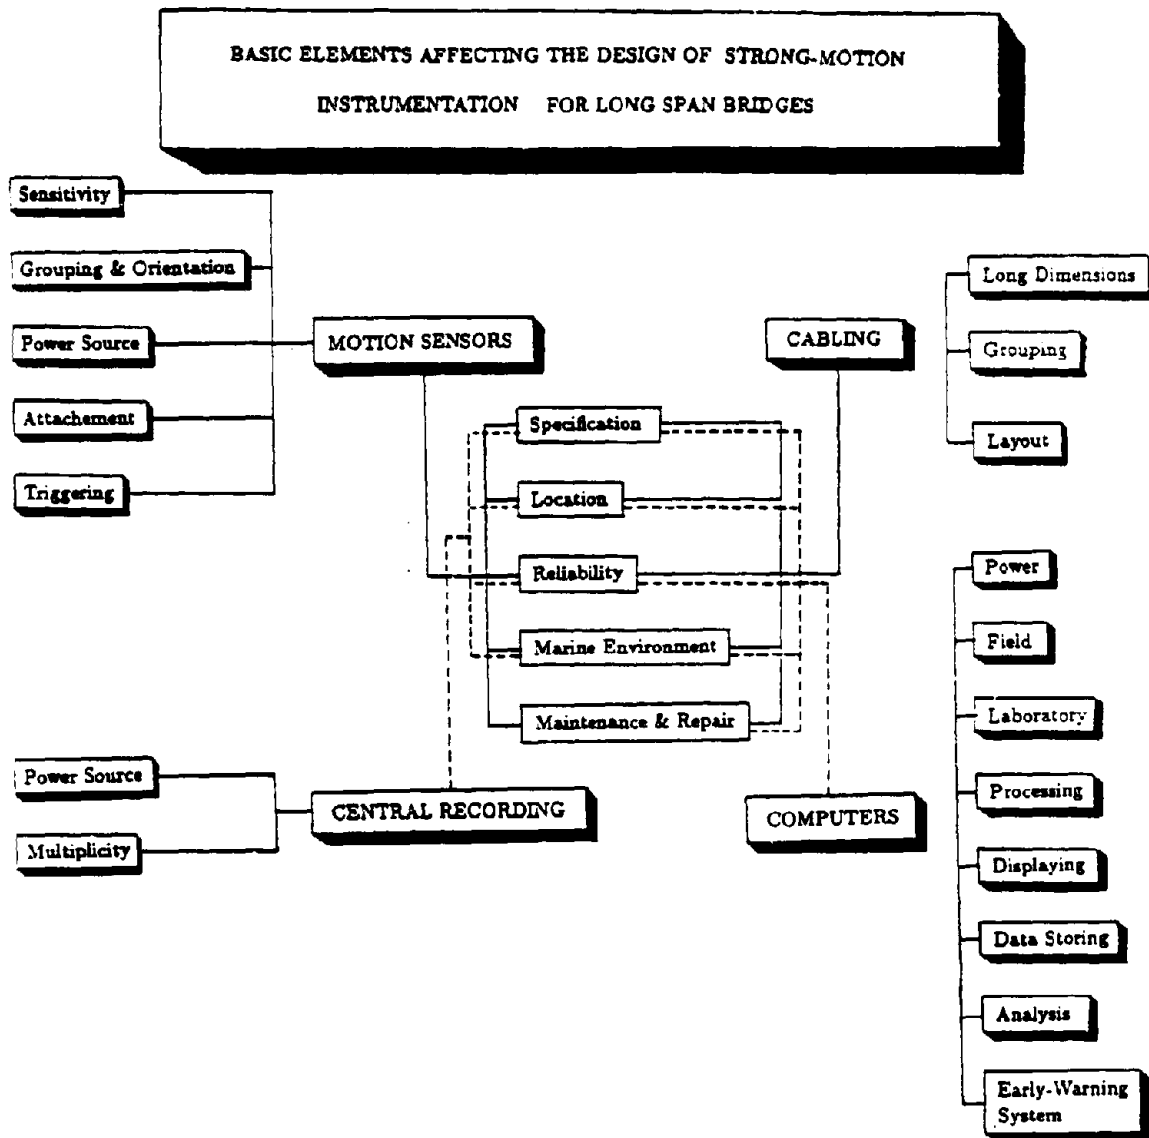 BASIC ELEMENTS AFFECTING THE DESIGN OF STRONG-MOTION
INSTRUMENTATION FOR LONG SPAN BRIDGES
Sensitivity
Grouping & Orientation
Power Source
Attachement
Triggering
MOTION SENSORS
CABLING
Long Dimensions
Grouping
Layout
Specification
Location
Reliability
Marine Environment
Maintenance & Repair
Power Source
Multiplicity
CENTRAL RECORDING
COMPUTERS
Power
Field
Laboratory
Processing
Displaying
Data Storing
Analysis
Early-Warning
System